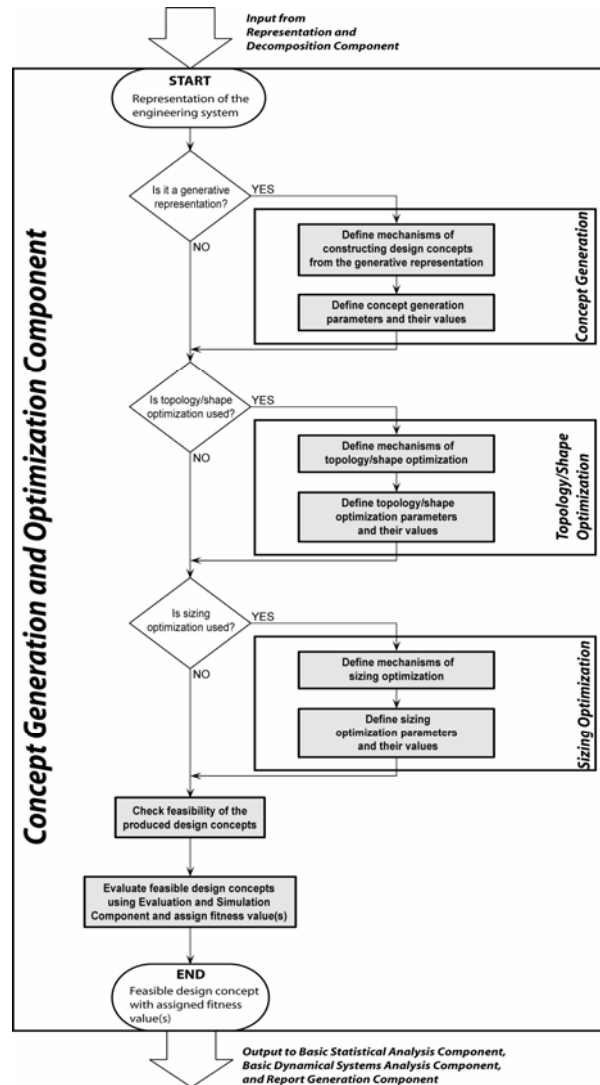 Input from
Representation and
Decomposition Component
Concept Generation and Optimization Component
START
Representation of the
engineering system
Is it a generative
representation?
YES
NO
Define mechanisms of
constructing design concepts
from the generative representation
Define concept generation
parameters and their values
Concept Generation
Is topology/shape
optimization used?
YES
NO
Define mechanisms of
topology/shape optimization
Define topology/shape
optimization parameters
and their values
Topology/Shape
Optimization
Is sizing
optimization used?
YES
NO
Define mechanisms of
sizing optimization
Define sizing
optimization parameters
and their values
Sizing Optimization
Check feasibility of the
produced design concepts
Evaluate feasible design concepts
using Evaluation and Simulation
Component and assign fitness value(s)
END
Feasible design concept
with assigned fitness
value(s)
Output to Basic Statistical Analysis Component,
Basic Dynamical Systems Analysis Component,
and Report Generation Component